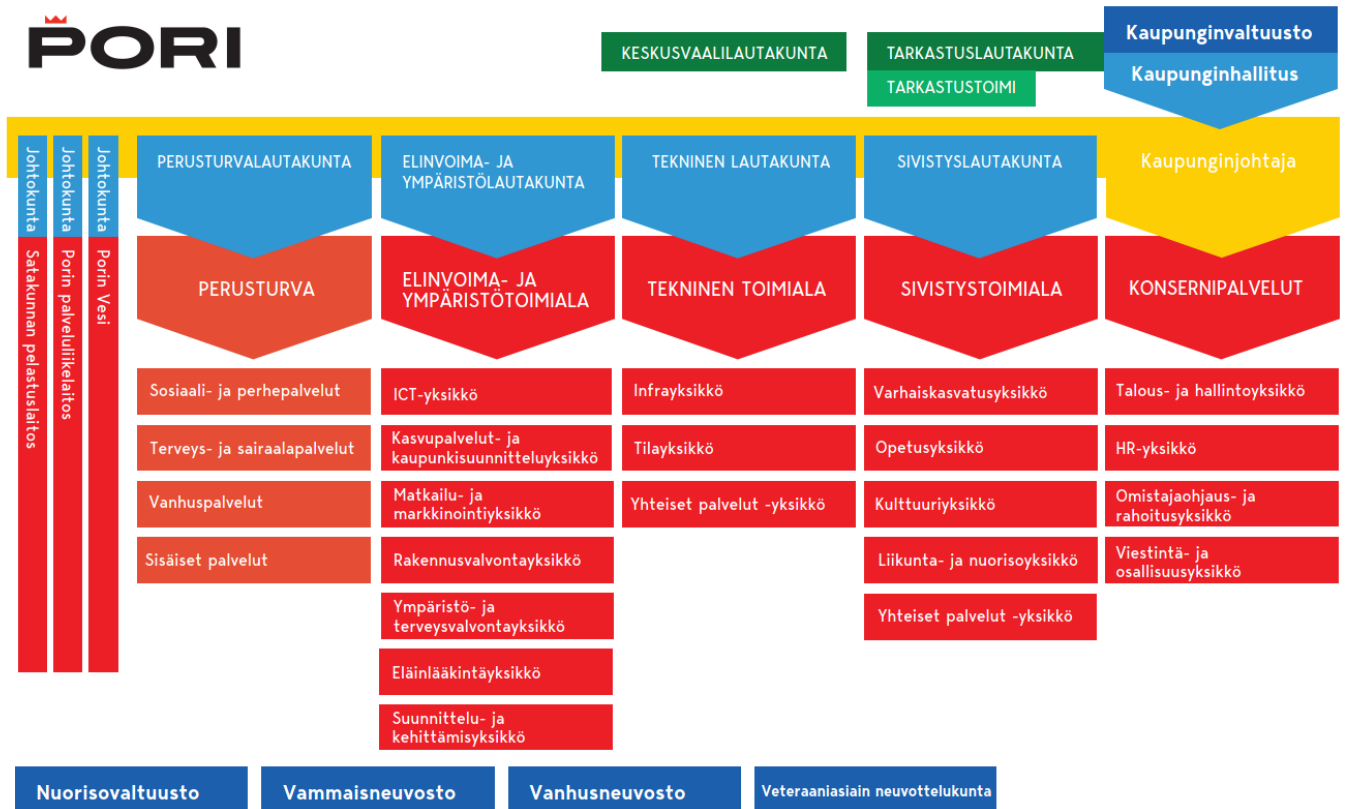 PORI
KESKUSVAALILAUTAKUNTA
TARKASTUSLAUTAKUNTA
TARKASTUSTOIMI
Kaupunginvaltuusto
Kaupunginhallitus
Johtokunta
Satakunnan pelastuslaitos
Johtokunta
Porin palveluliikelaitos
Johtokunta
Porin Vesi
PERUSTURVALAUTAKUNTA
ELINVOIMA- JA
YMPÄRISTÖLAUTAKUNTA
TEKNINEN LAUTAKUNTA
SIVISTYSLAUTAKUNTA
Kaupunginjohtaja
PERUSTURVA
ELINVOIMA- JA
YMPÄRISTÖTOIMIALA
TEKNINEN TOIMIALA
SIVISTYSTOIMIALA
KONSERNIPALVELUT
Sosiaali- ja perhepalvelut
Terveys- ja sairaalapalvelut
Vanhuspalvelut
Sisäiset palvelut
ICT-yksikkö
Kasvupalvelut- ja
kaupunkisuunnitteluyksikkö
Matkailu- ja
markkinointiyksikkö
Rakennusvalvontayksikkö
Ympäristö- ja
terveysvalvontayksikkö
Eläinlääkintäyksikkö
Suunnittelu- ja
kehittämisyksikkö
Infrayksikkö
Tilayksikkö
Yhteiset palvelut -yksikkö
Varhaiskasvatusyksikkö
Opetusyksikkö
Kulttuuriyksikkö
Liikunta- ja nuorisoyksikkö
Yhteiset palvelut -yksikkö
Talous- ja hallintoyksikkö
HR-yksikkö
Omistajaohjaus- ja
rahoitusyksikkö
Viestintä- ja
osallisuusyksikkö
Nuorisovaltuusto
Vammaisneuvosto
Vanhusneuvosto
Veteraaniasiain neuvottelukunta